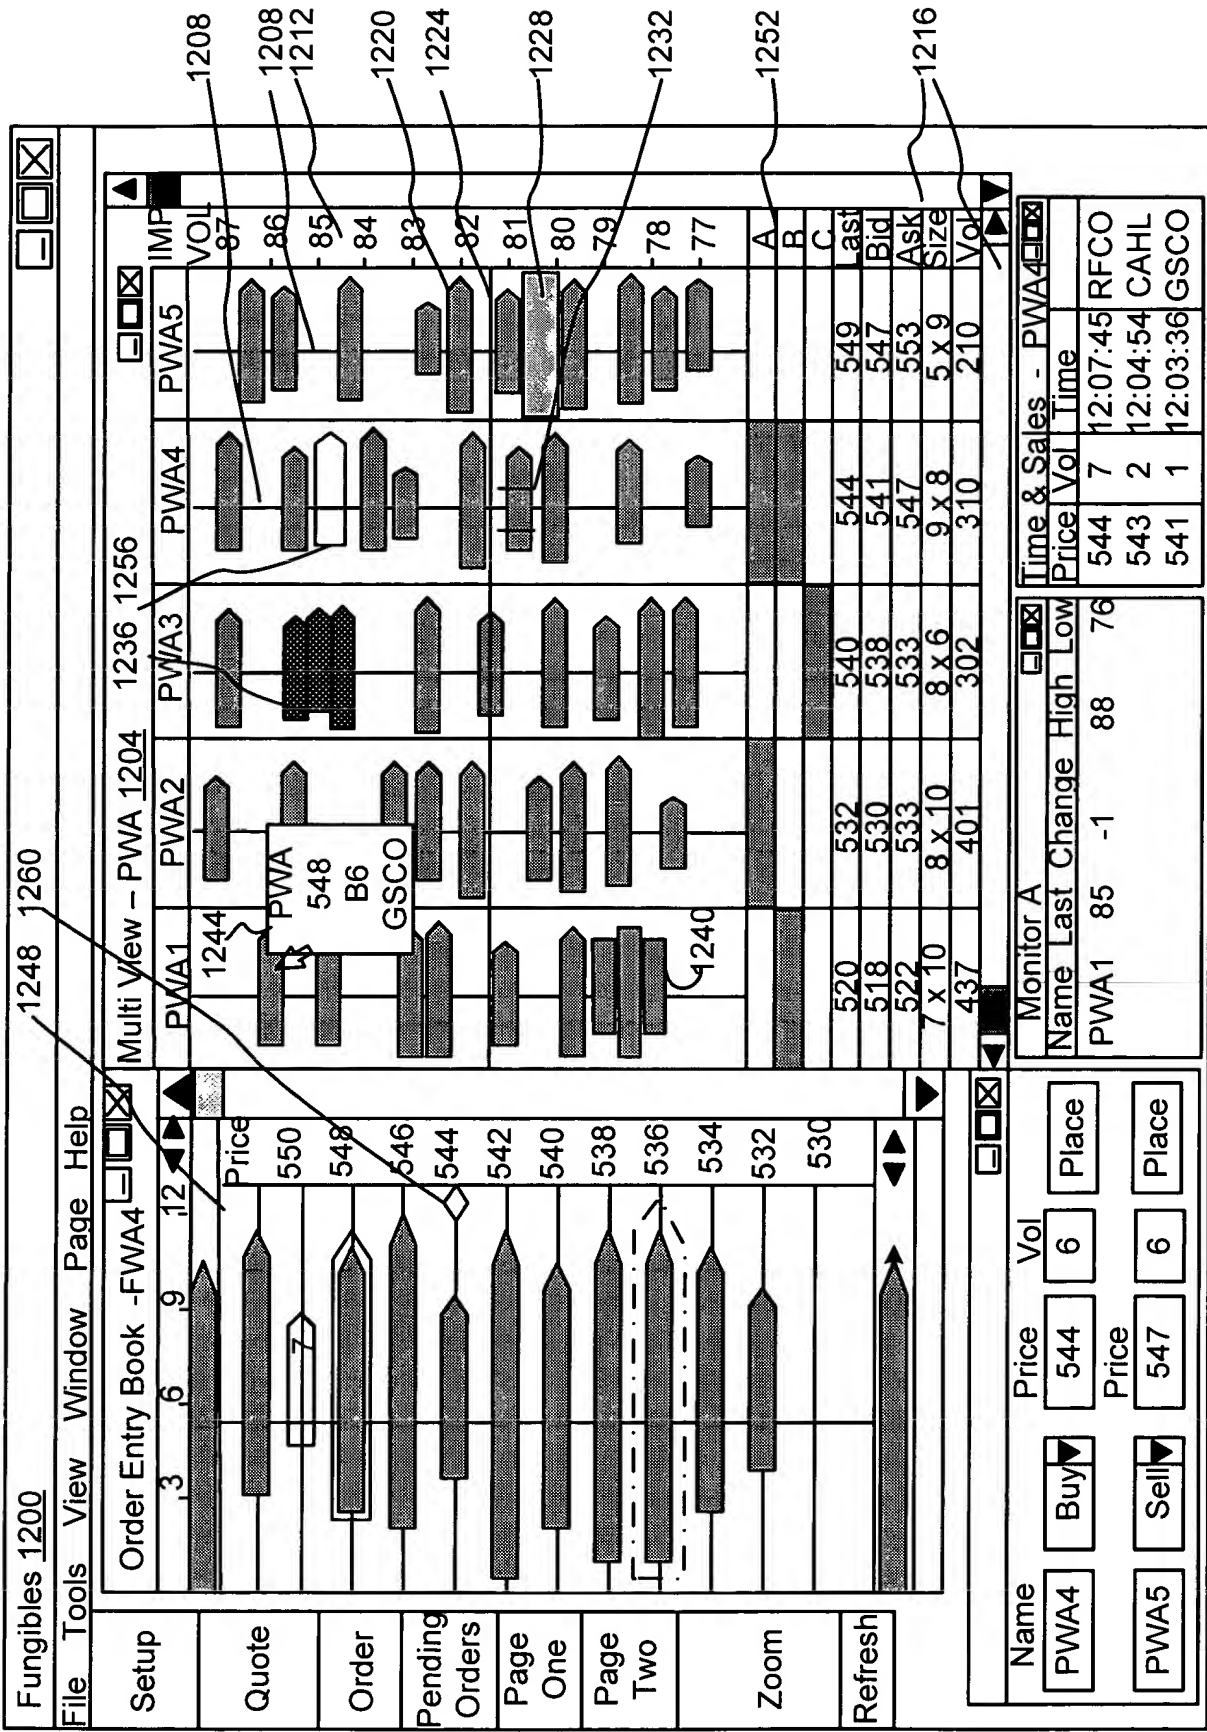 Fungibles 1200
1248
1260
File Tools View Window Page Help
Setup
Quote
Order
Pending
Orders
Page
One
Page
Two
Zoom
Refresh
Order Entry Book -FWA4
3 6 9 12
Price
550
548
546
544
542
540
538
536
534
532
530
7
Multi View – PWA 1204
1236
1256
PWA1 PWA2 PWA3 PWA4 PWA5 IMP
VOL
87
86
85
84
83
82
81
80
79
78
77
1244
PWA
548
B6
GSCO
1240
A
B
C
520 532 540 544 549 Last
518 530 538 541 547 Bid
522 533 533 547 553 Ask
7 x 10 8 x 10 8 x 6 9 x 8 5 x 9 Size
437 401 302 310 210 Vol
1208
1208
1212
1220
1224
1228
1232
1252
1216
Name Price Vol
PWA4 Buy 544 6 Place
Price
PWA5 Sell 547 6 Place
Monitor A
Name Last Change High Low
PWA1 85 -1 88 76
Time & Sales - PWA4
Price Vol Time
544 7 12:07:45 RFCO
543 2 12:04:54 CAHL
541 1 12:03:36 GSCO